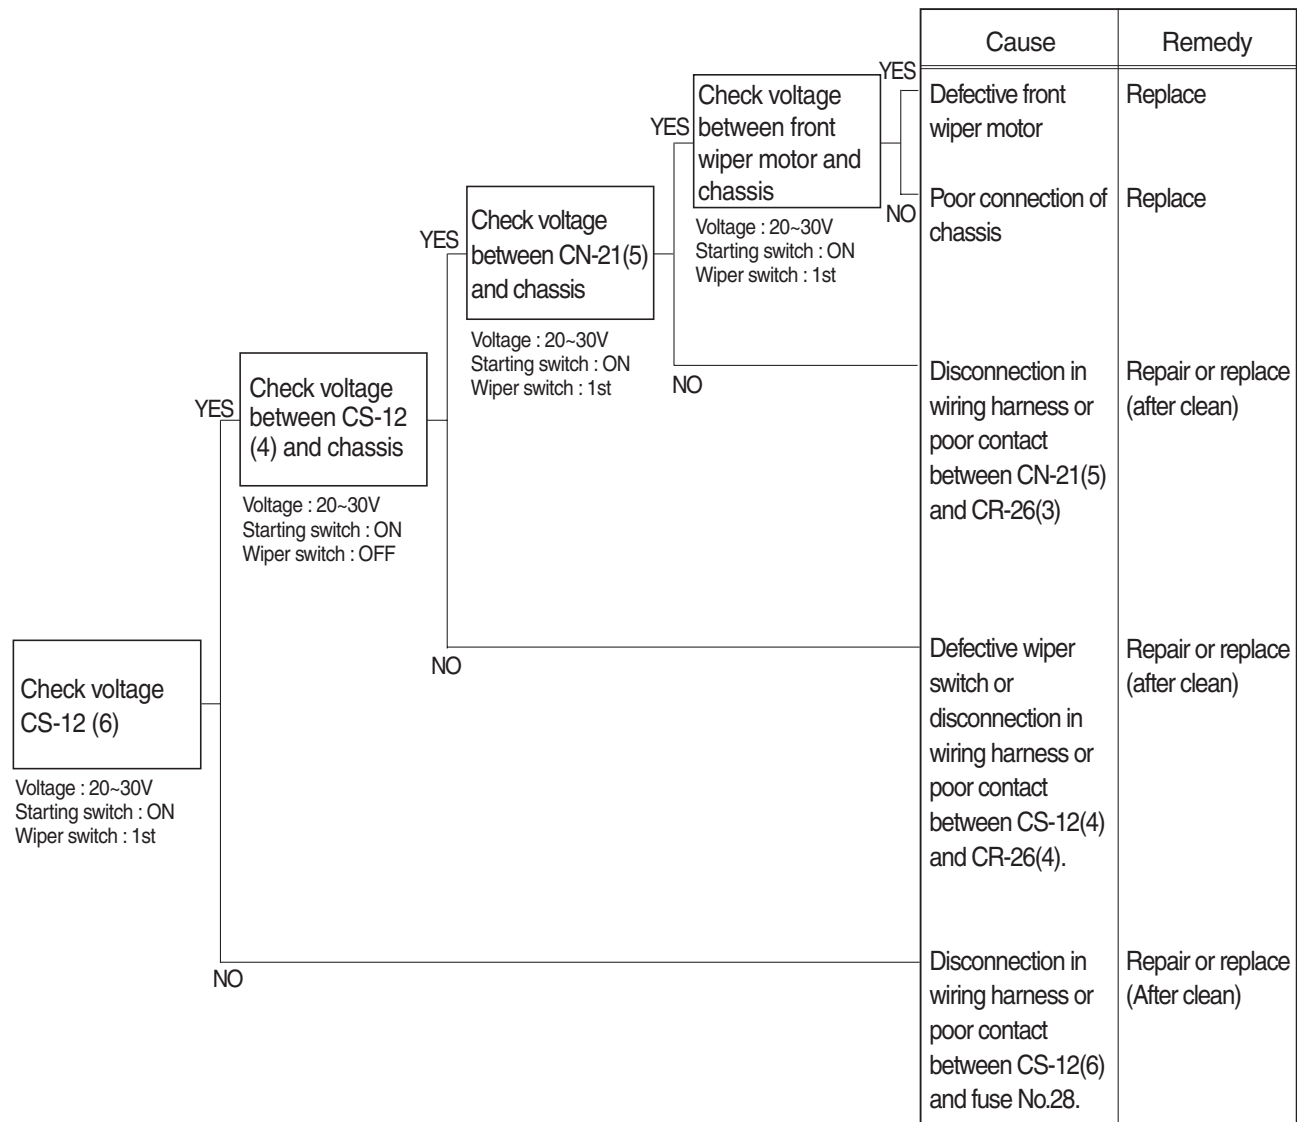 Cause
Remedy
YES
Check voltage
between front
wiper motor and
chassis
YES
Defective front
wiper motor
Replace
NO
Poor connection of
chassis
Replace
Voltage : 20~30V
Starting switch : ON
Wiper switch : 1st
YES
Check voltage
between CN-21(5)
and chassis
Voltage : 20~30V
Starting switch : ON
Wiper switch : 1st
NO
Disconnection in
wiring harness or
poor contact
between CN-21(5)
and CR-26(3)
Repair or replace
(after clean)
YES
Check voltage
between CS-12
(4) and chassis
Voltage : 20~30V
Starting switch : ON
Wiper switch : OFF
NO
Defective wiper
switch or
disconnection in
wiring harness or
poor contact
between CS-12(4)
and CR-26(4).
Repair or replace
(after clean)
Check voltage
CS-12 (6)
Voltage : 20~30V
Starting switch : ON
Wiper switch : 1st
NO
Disconnection in
wiring harness or
poor contact
between CS-12(6)
and fuse No.28.
Repair or replace
(After clean)